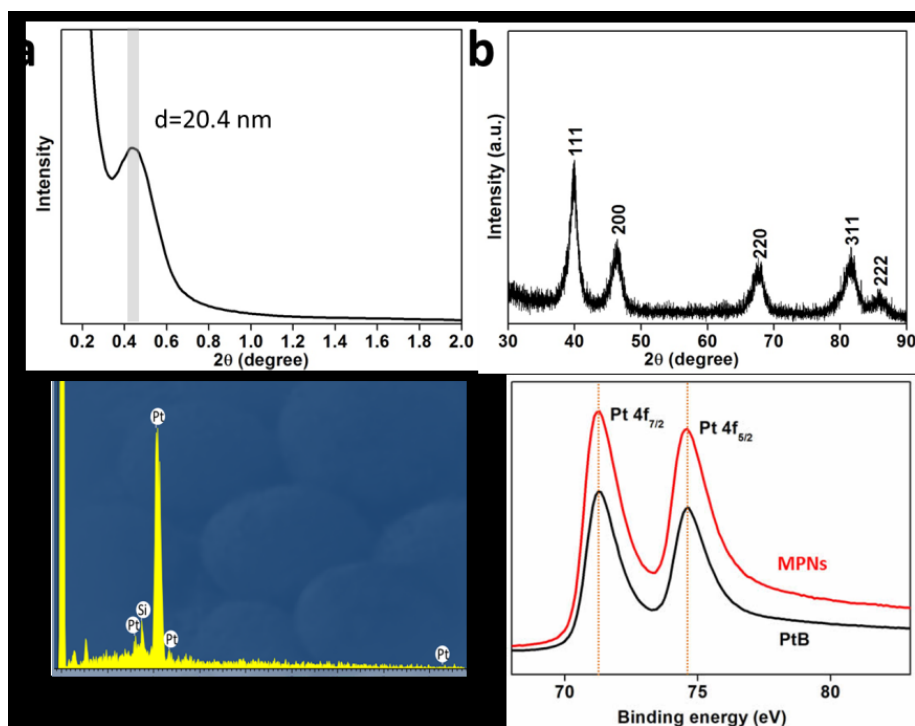 a
d=20.4 nm
Intensity
0.2 0.4 0.6 0.8 1.0 1.2 1.4 1.6 1.8 2.0
2θ (degree)
b
111
200
220
311
222
Intensity (a.u.)
30 40 50 60 70 80 90
2θ (degree)
Pt
Si
Pt
Pt
Pt
Pt 4f7/2
Pt 4f5/2
MPNs
PtB
70 75 80
Binding energy (eV)